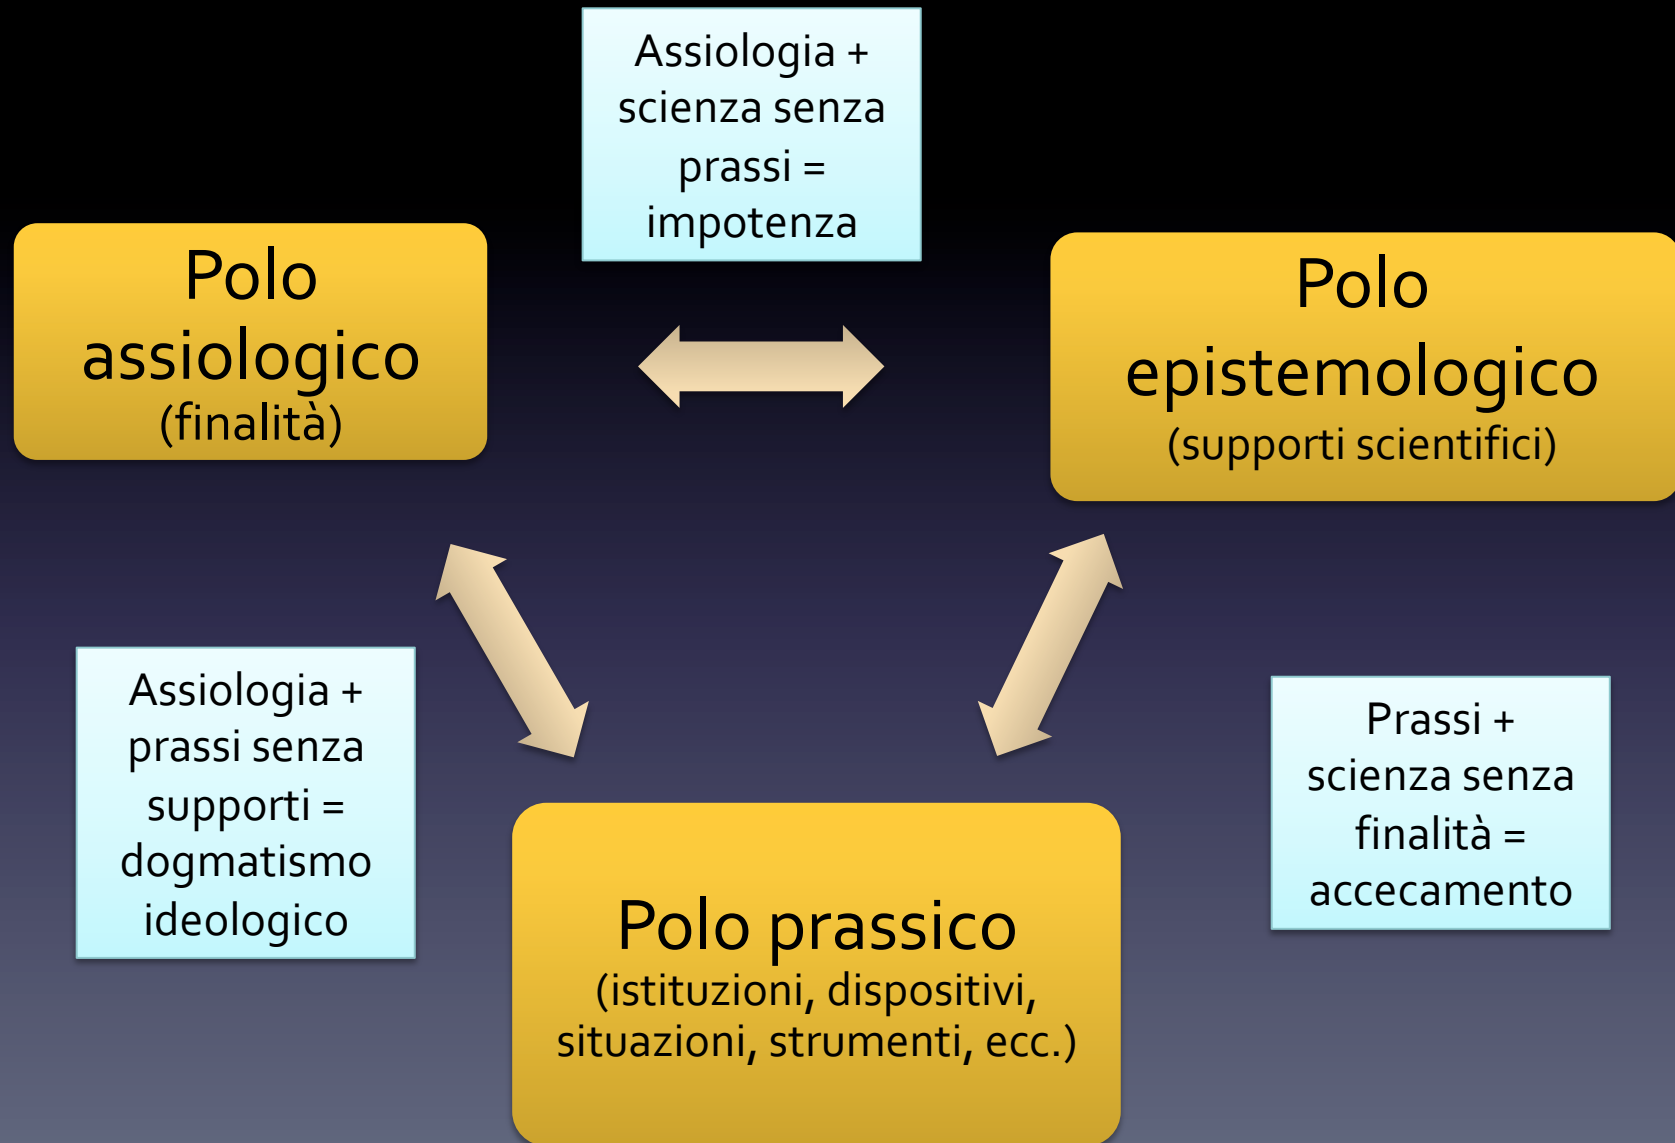 Assiologia +
scienza senza
prassi =
impotenza
Polo
assiologico
(finalità)
Polo
epistemologico
(supporti scientifici)
Assiologia +
prassi senza
supporti =
dogmatismo
ideologico
Prassi +
scienza senza
finalità =
accecamento
Polo prassico
(istituzioni, dispositivi,
situazioni, strumenti, ecc.)